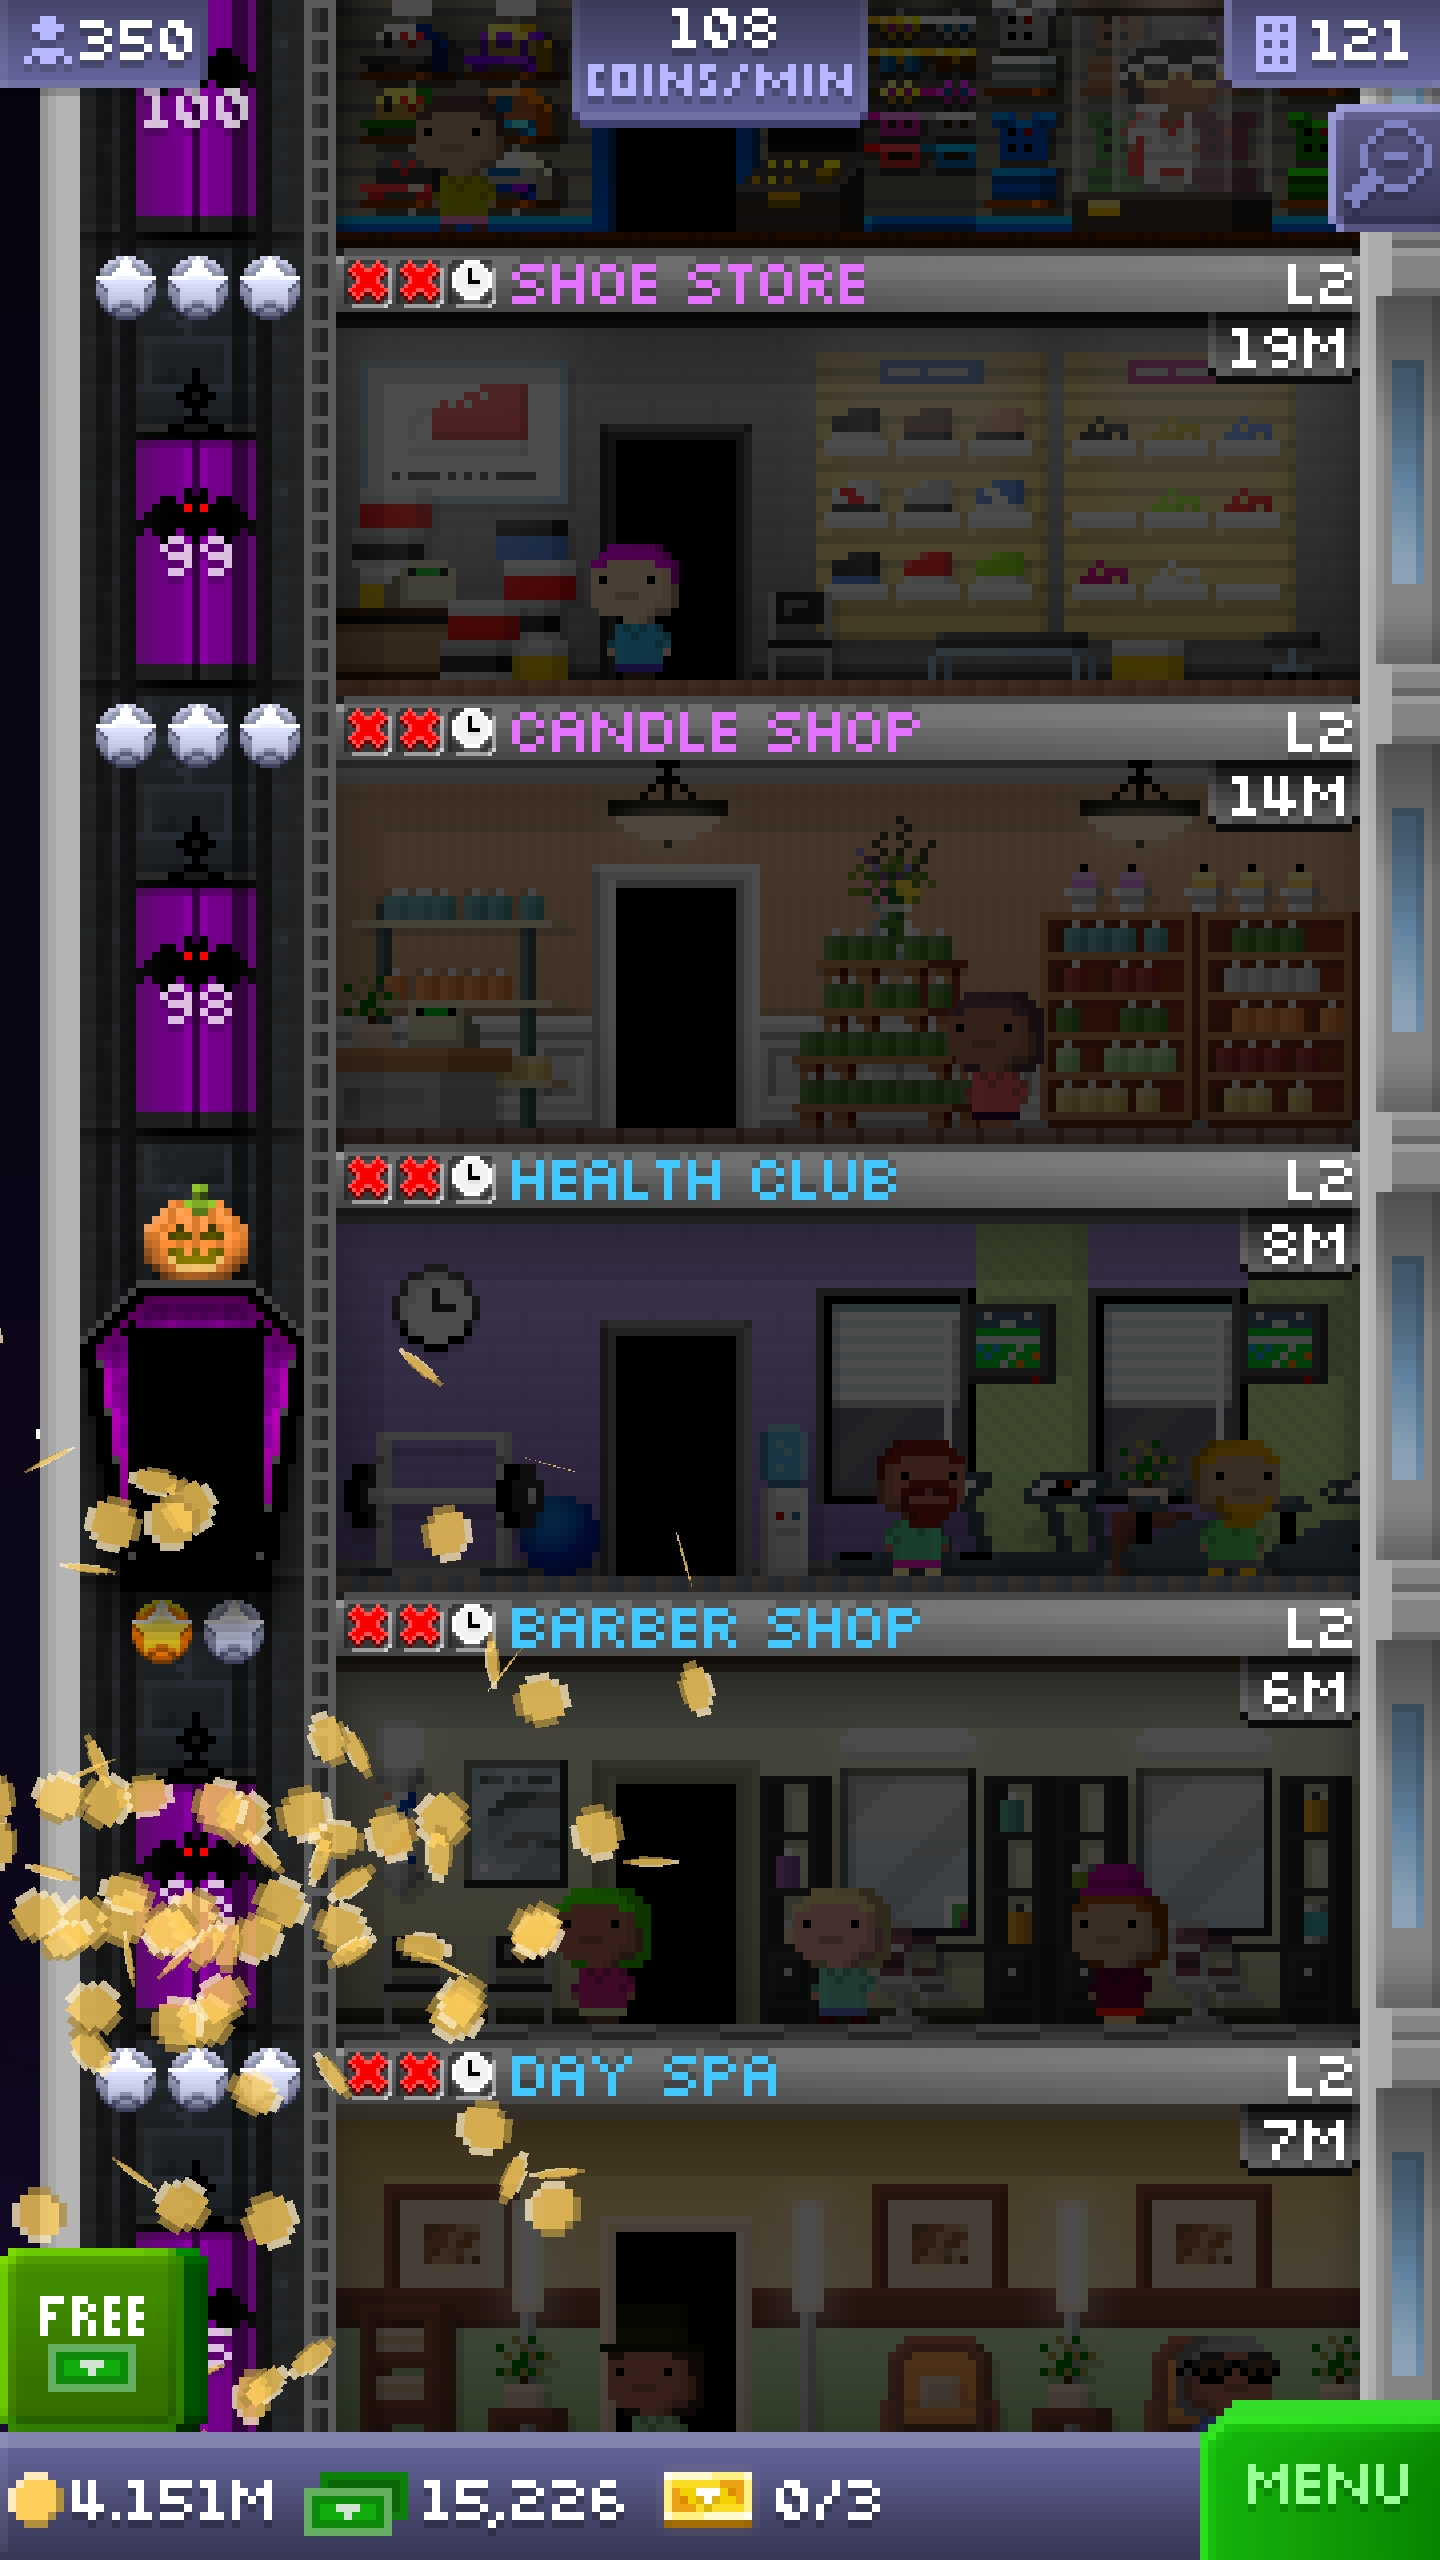 350
108
COINS/MIN
121
100
SHOE STORE L2
19M
99
CANDLE SHOP L2
14M
98
HEALTH CLUB L2
8M
BARBER SHOP L2
6M
DAY SPA L2
7M
FREE
4.151M 15,226 0/3
MENU